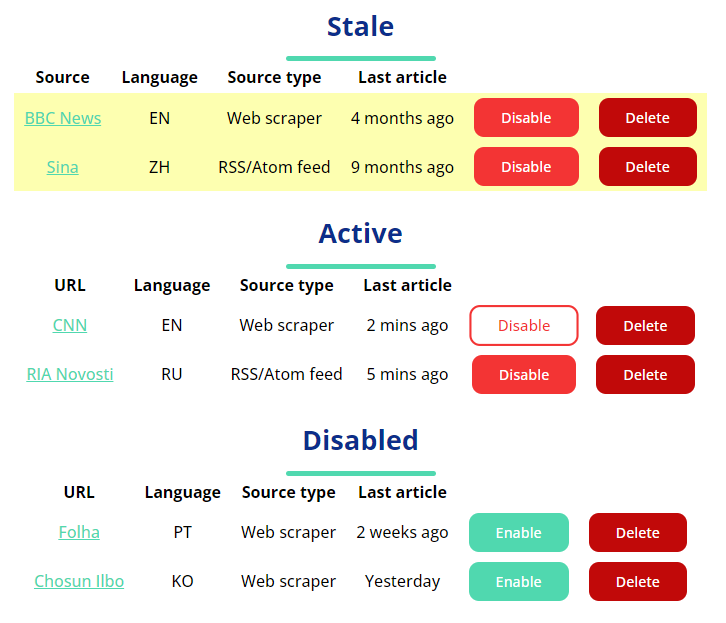 Stale
Source Language Source type Last article
BBC News EN Web scraper 4 months ago Disable Delete
Sina ZH RSS/Atom feed 9 months ago Disable Delete
Active
URL Language Source type Last article
CNN EN Web scraper 2 mins ago Disable Delete
RIA Novosti RU RSS/Atom feed 5 mins ago Disable Delete
Disabled
URL Language Source type Last article
Folha PT Web scraper 2 weeks ago Enable Delete
Chosun Ilbo KO Web scraper Yesterday Enable Delete